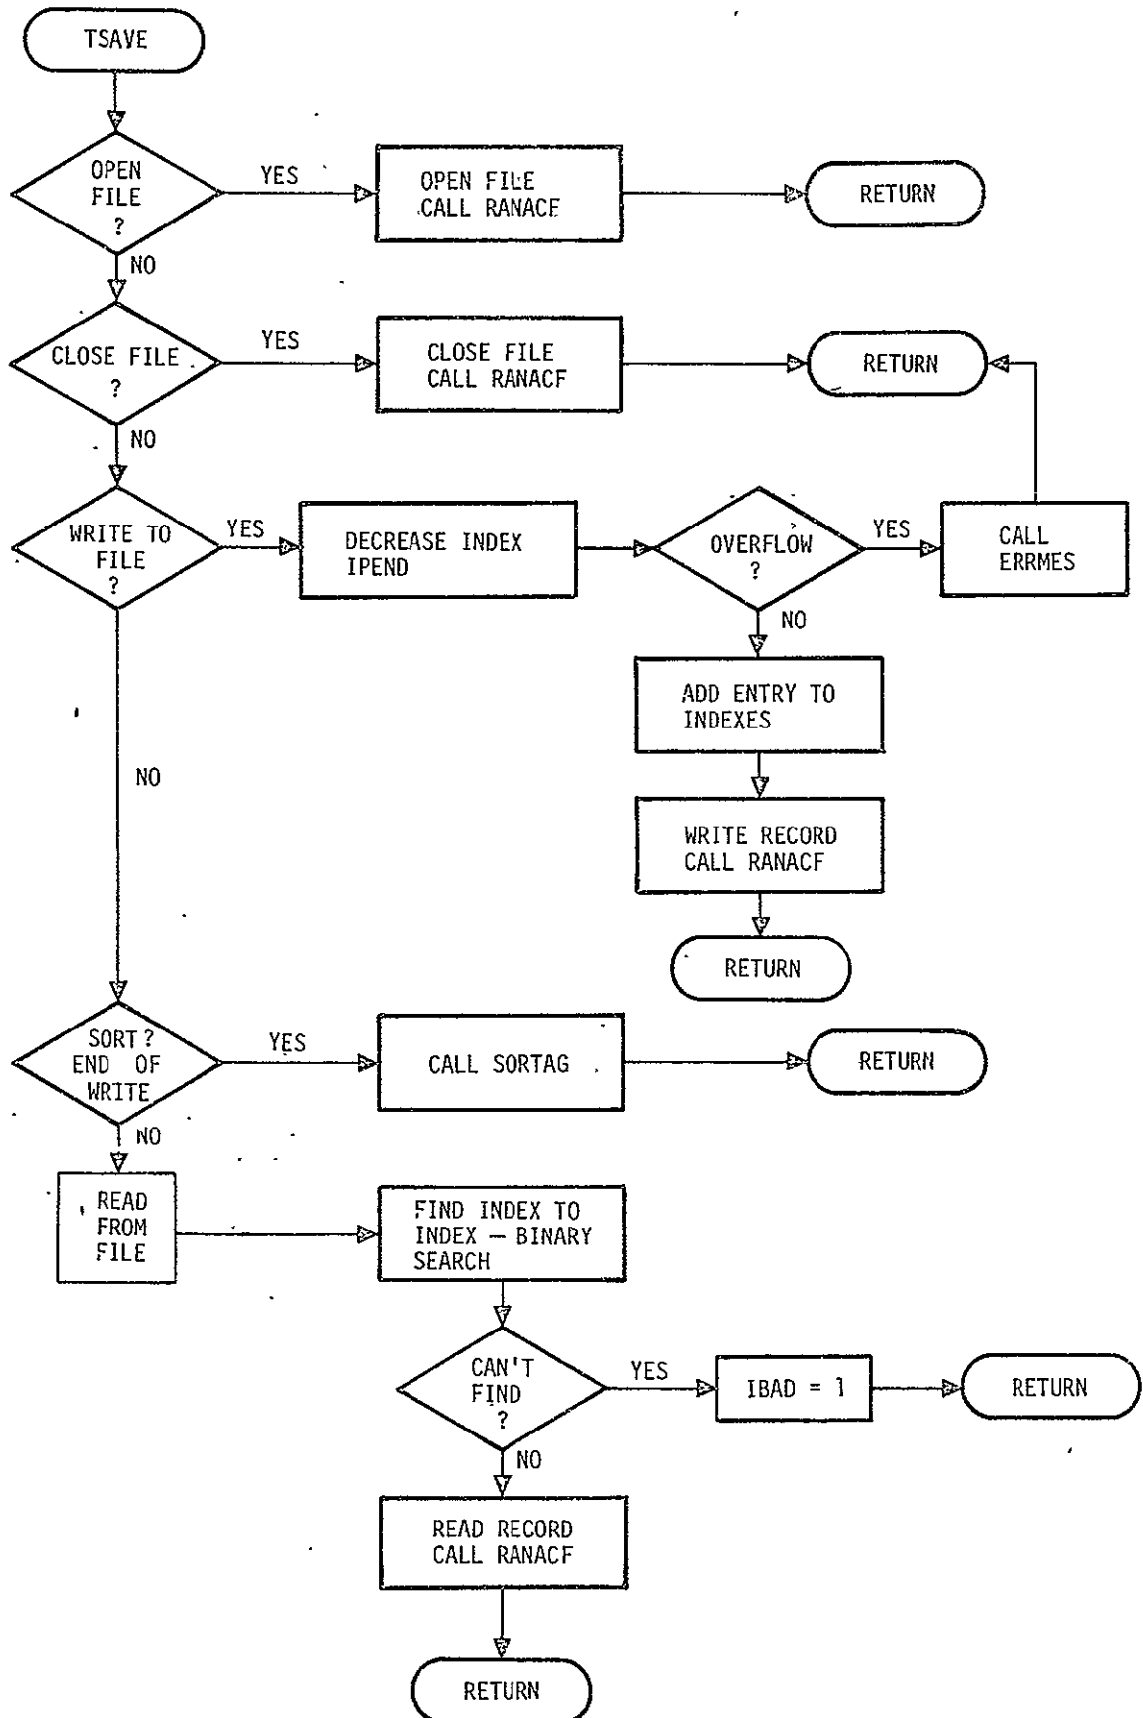 TSAVE
OPEN
FILE
?
YES
OPEN FILE
CALL RANACF
RETURN
NO
CLOSE FILE
?
YES
CLOSE FILE
CALL RANACF
RETURN
NO
WRITE TO
FILE
?
YES
DECREASE INDEX
IPEND
OVERFLOW
?
YES
CALL
ERRMES
NO
ADD ENTRY TO
INDEXES
WRITE RECORD
CALL RANACF
RETURN
NO
SORT?
END OF
WRITE
YES
CALL SORTAG
RETURN
NO
READ
FROM
FILE
FIND INDEX TO
INDEX — BINARY
SEARCH
CAN'T
FIND
?
YES
IBAD = 1
RETURN
NO
READ RECORD
CALL RANACF
RETURN